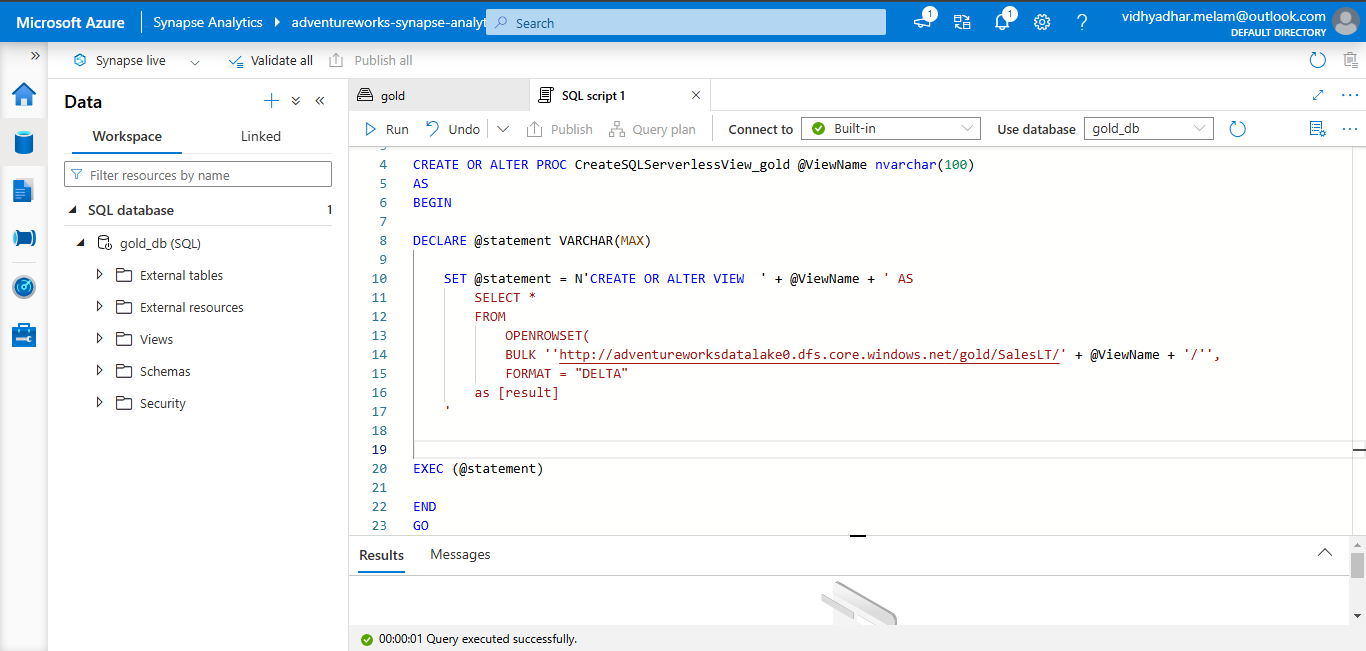 Microsoft Azure
Synapse Analytics
adventureworks-synapse-analyt
Search
1
1
vidhyadhar.melam@outlook.com
DEFAULT DIRECTORY
Synapse live
Validate all
Publish all
Data
Workspace
Linked
Filter resources by name
SQL database
1
gold_db (SQL)
External tables
External resources
Views
Schemas
Security
gold
SQL script 1
Run
Undo
Publish
Query plan
Connect to
Built-in
Use database
gold_db
4 CREATE OR ALTER PROC CreateSQLServerlessView_gold @ViewName nvarchar(100)
5 AS
6 BEGIN
7
8 DECLARE @statement VARCHAR(MAX)
9
10 SET @statement = N'CREATE OR ALTER VIEW  ' + @ViewName + ' AS
11 SELECT *
12 FROM
13 OPENROWSET(
14 BULK ''http://adventureworksdatalake0.dfs.core.windows.net/gold/SalesLT/' + @ViewName + '/'',
15 FORMAT = "DELTA"
16 as [result]
17 '
18
19
20 EXEC (@statement)
21
22 END
23 GO
Results
Messages
00:00:01 Query executed successfully.